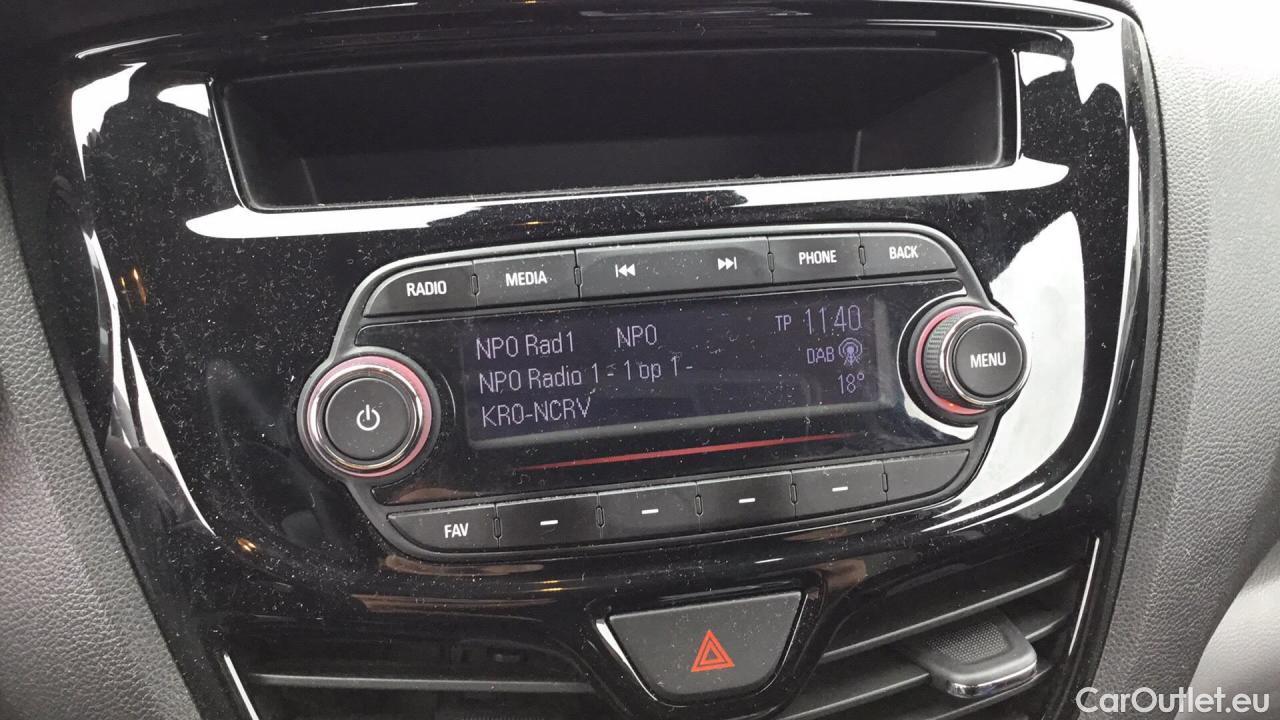 RADIO MEDIA PHONE BACK
NPO Rad1 NPO TP 11:40
NPO Radio 1 - 1 op 1 - DAB
KRO-NCRV 18°
MENU
FAV
CarOutlet.eu